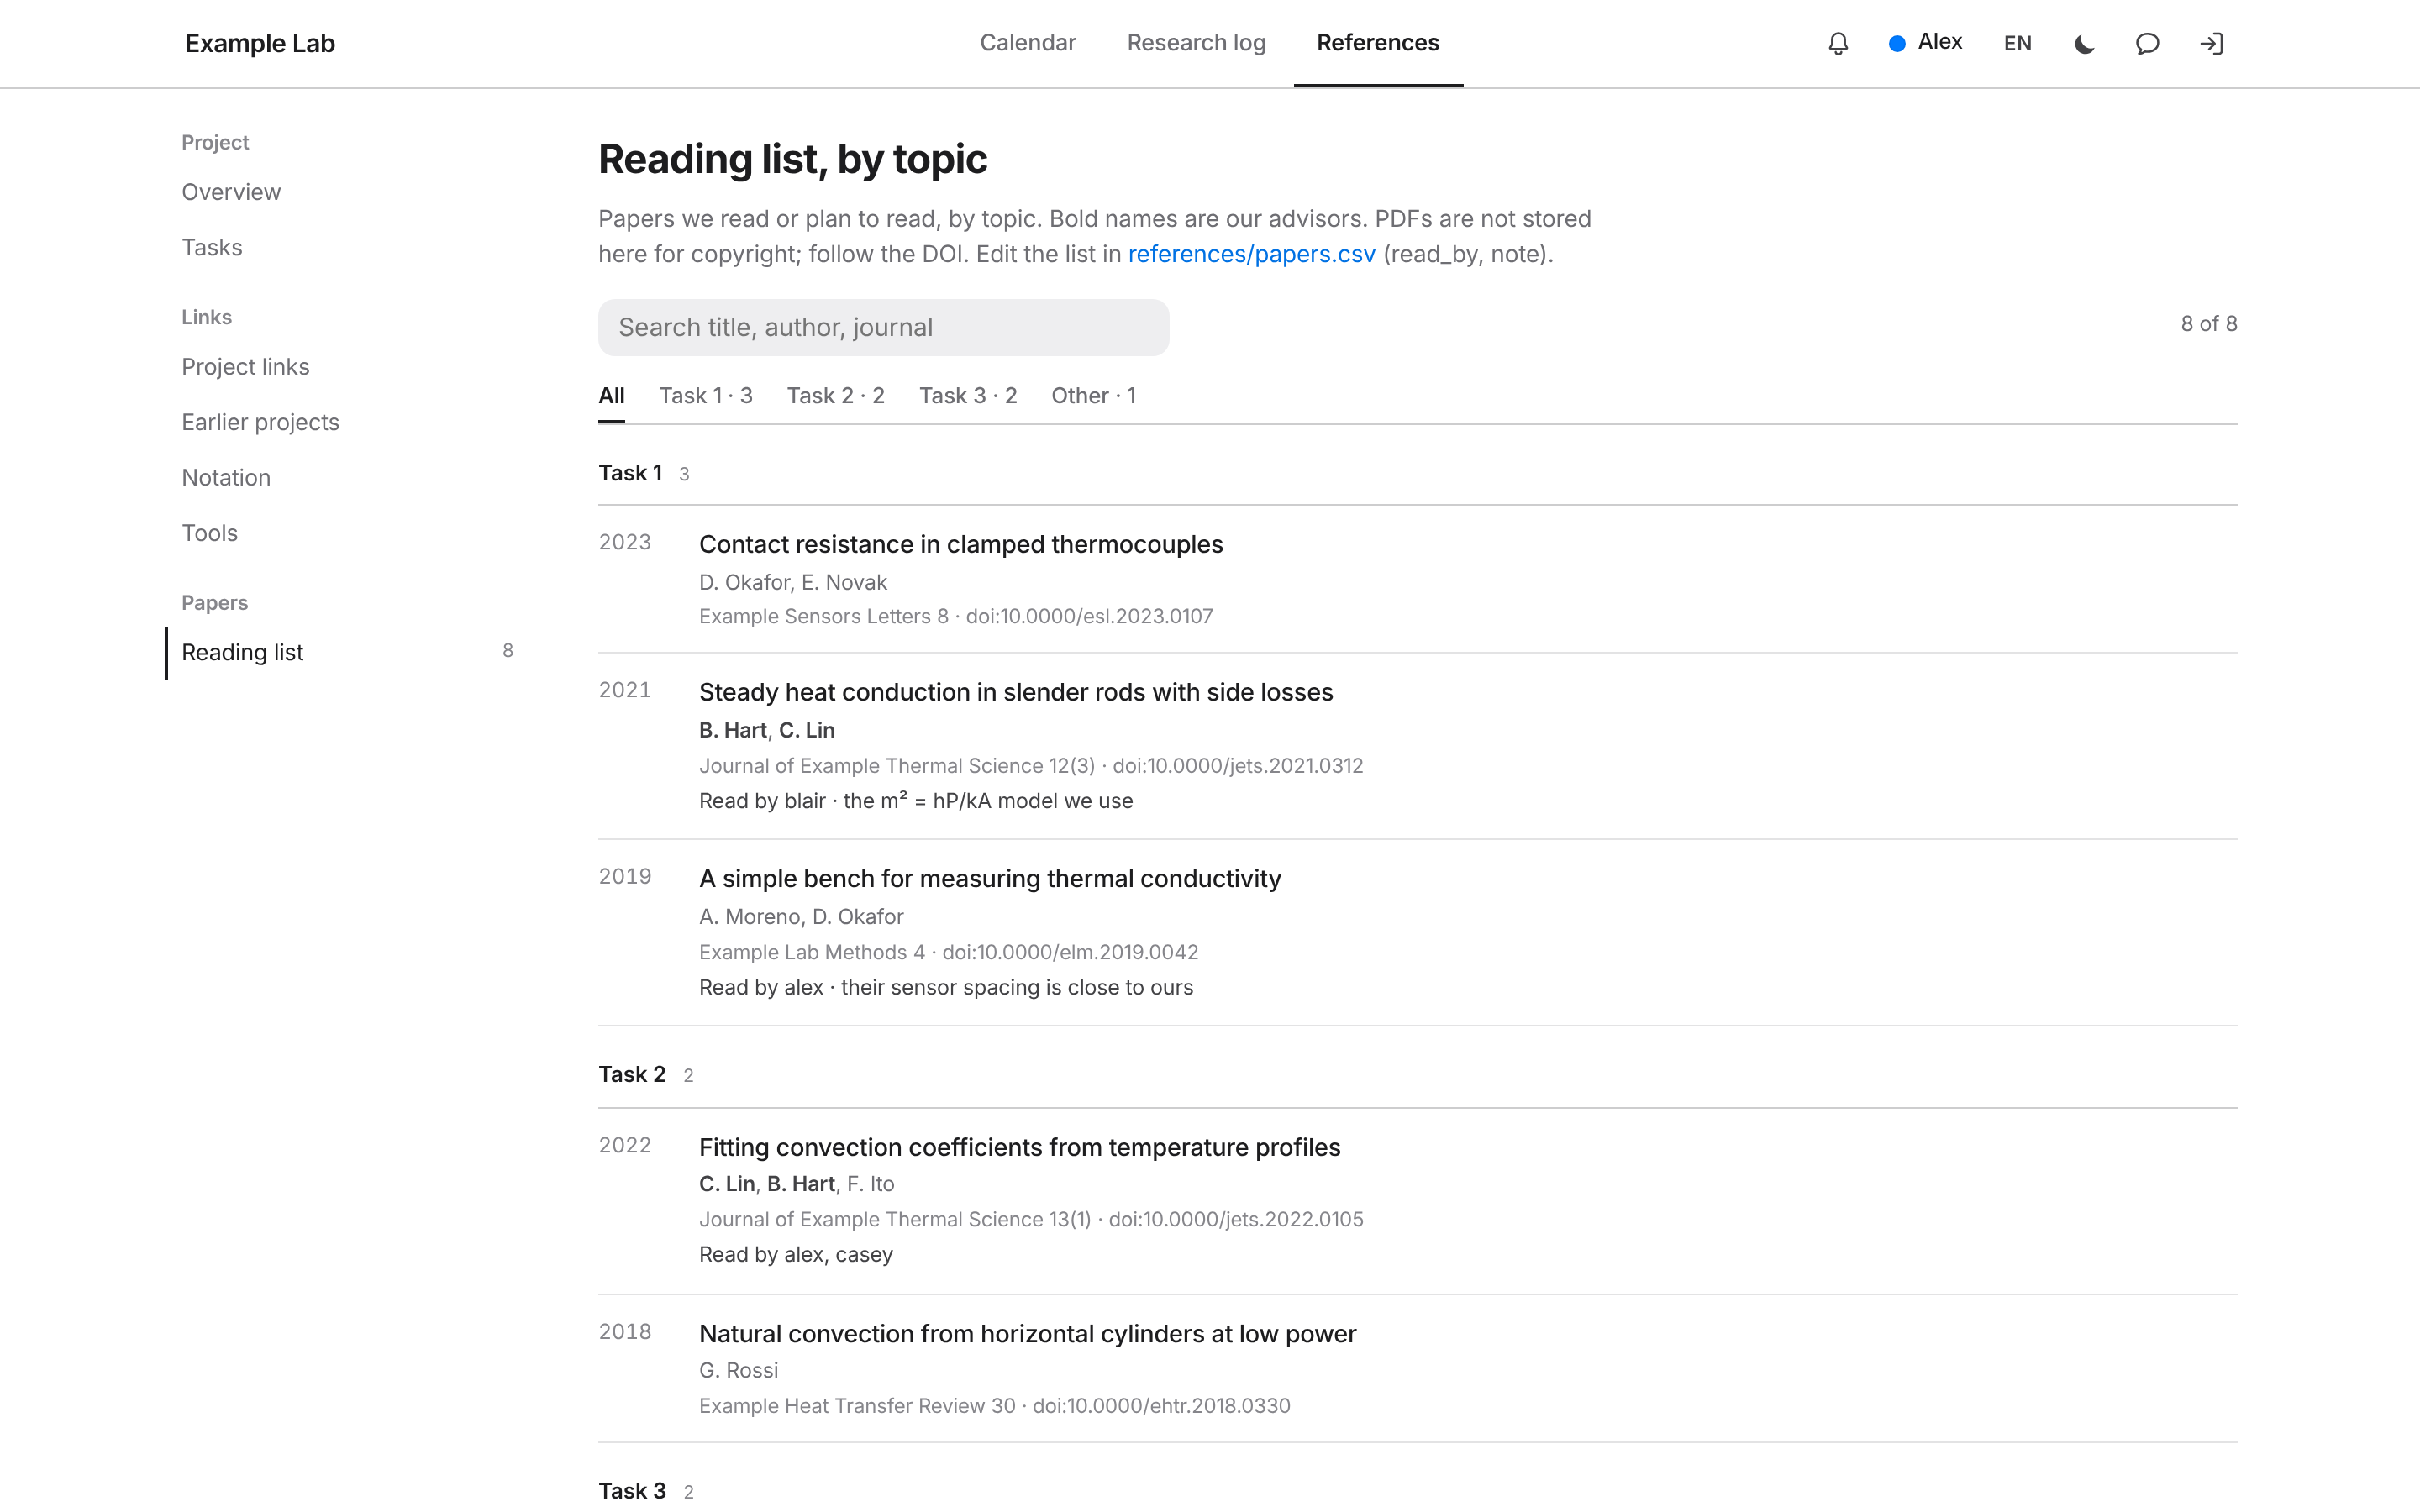 Example Lab
Calendar
Research log
References
Alex
EN
Project
Overview
Tasks
Links
Project links
Earlier projects
Notation
Tools
Papers
Reading list 8
Reading list, by topic
Papers we read or plan to read, by topic. Bold names are our advisors. PDFs are not stored
here for copyright; follow the DOI. Edit the list in references/papers.csv (read_by, note).
Search title, author, journal
8 of 8
All
Task 1 · 3
Task 2 · 2
Task 3 · 2
Other · 1
Task 1 3
2023
Contact resistance in clamped thermocouples
D. Okafor, E. Novak
Example Sensors Letters 8 · doi:10.0000/esl.2023.0107
2021
Steady heat conduction in slender rods with side losses
B. Hart, C. Lin
Journal of Example Thermal Science 12(3) · doi:10.0000/jets.2021.0312
Read by blair · the m² = hP/kA model we use
2019
A simple bench for measuring thermal conductivity
A. Moreno, D. Okafor
Example Lab Methods 4 · doi:10.0000/elm.2019.0042
Read by alex · their sensor spacing is close to ours
Task 2 2
2022
Fitting convection coefficients from temperature profiles
C. Lin, B. Hart, F. Ito
Journal of Example Thermal Science 13(1) · doi:10.0000/jets.2022.0105
Read by alex, casey
2018
Natural convection from horizontal cylinders at low power
G. Rossi
Example Heat Transfer Review 30 · doi:10.0000/ehtr.2018.0330
Task 3 2